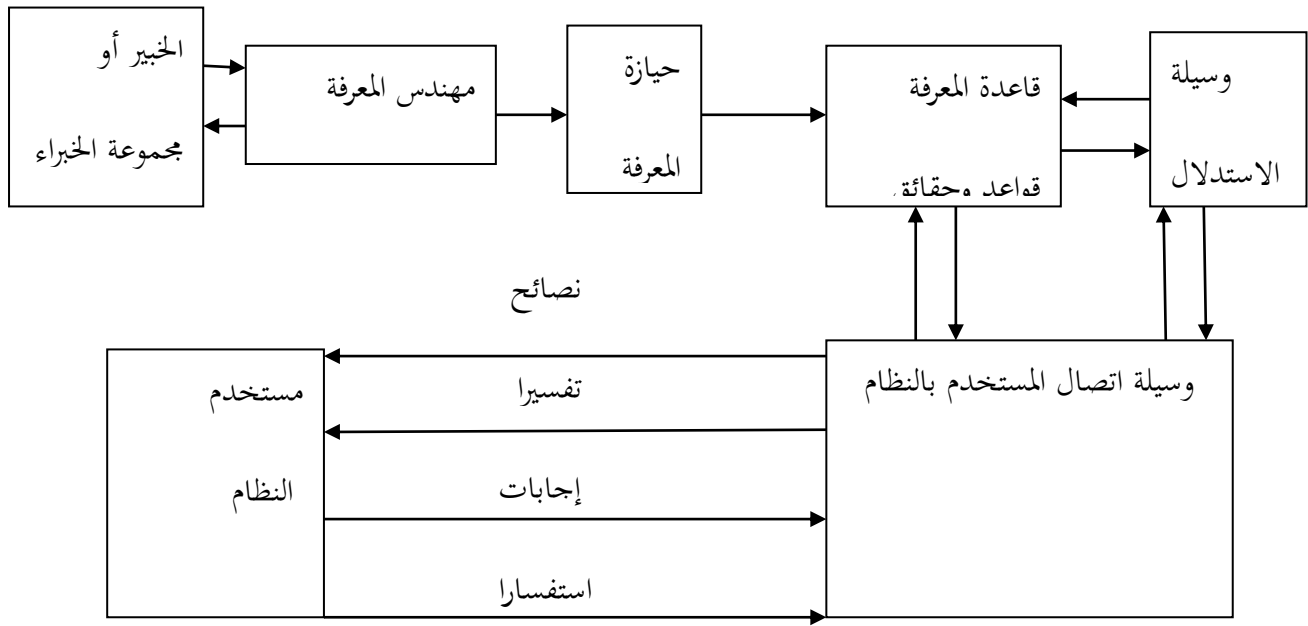 الخبير أو
مجموعة الخبراء
مهندس المعرفة
حيازة
المعرفة
قاعدة المعرفة
قواعد وحقائق
وسيلة
الاستدلال
نصائح
تفسيرا
إجابات
استفسارا
مستخدم
النظام
وسيلة اتصال المستخدم بالنظام